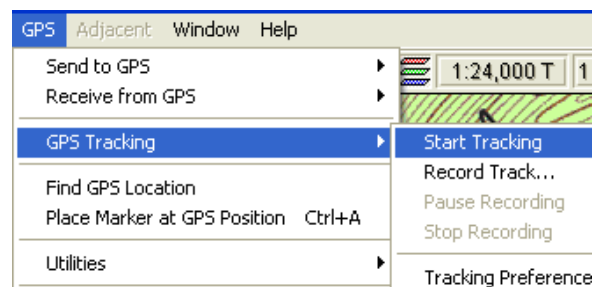 GPS Adjacent Window Help
Send to GPS
Receive from GPS
1:24,000 T 1
GPS Tracking
Start Tracking
Record Track...
Pause Recording
Stop Recording
Tracking Preference
Find GPS Location
Place Marker at GPS Position Ctrl+A
Utilities